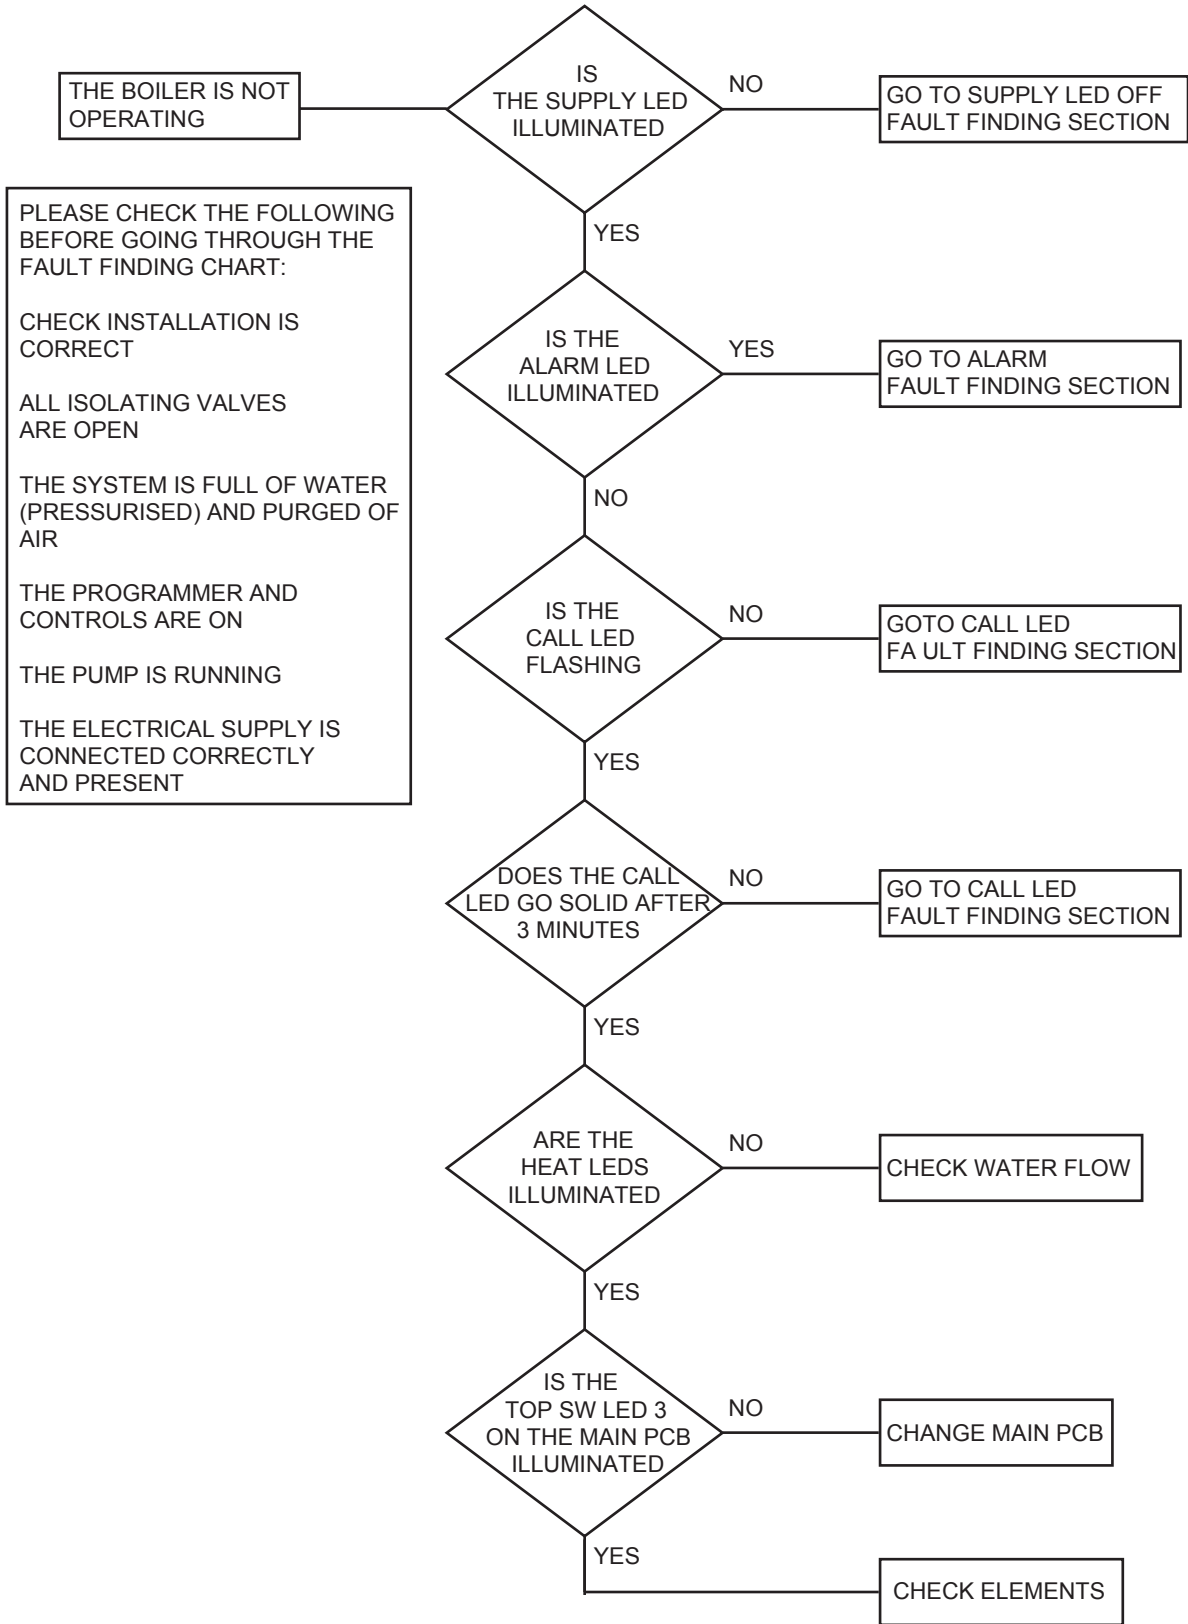 THE BOILER IS NOT
OPERATING
IS
THE SUPPLY LED
ILLUMINATED
NO
GO TO SUPPLY LED OFF
FAULT FINDING SECTION
PLEASE CHECK THE FOLLOWING
BEFORE GOING THROUGH THE
FAULT FINDING CHART:
CHECK INSTALLATION IS
CORRECT
ALL ISOLATING VALVES
ARE OPEN
THE SYSTEM IS FULL OF WATER
(PRESSURISED) AND PURGED OF
AIR
THE PROGRAMMER AND
CONTROLS ARE ON
THE PUMP IS RUNNING
THE ELECTRICAL SUPPLY IS
CONNECTED CORRECTLY
AND PRESENT
YES
IS THE
ALARM LED
ILLUMINATED
YES
GO TO ALARM
FAULT FINDING SECTION
NO
IS THE
CALL LED
FLASHING
NO
GOTO CALL LED
FA ULT FINDING SECTION
YES
DOES THE CALL
LED GO SOLID AFTER
3 MINUTES
NO
GO TO CALL LED
FAULT FINDING SECTION
YES
ARE THE
HEAT LEDS
ILLUMINATED
NO
CHECK WATER FLOW
YES
IS THE
TOP SW LED 3
ON THE MAIN PCB
ILLUMINATED
NO
CHANGE MAIN PCB
YES
CHECK ELEMENTS